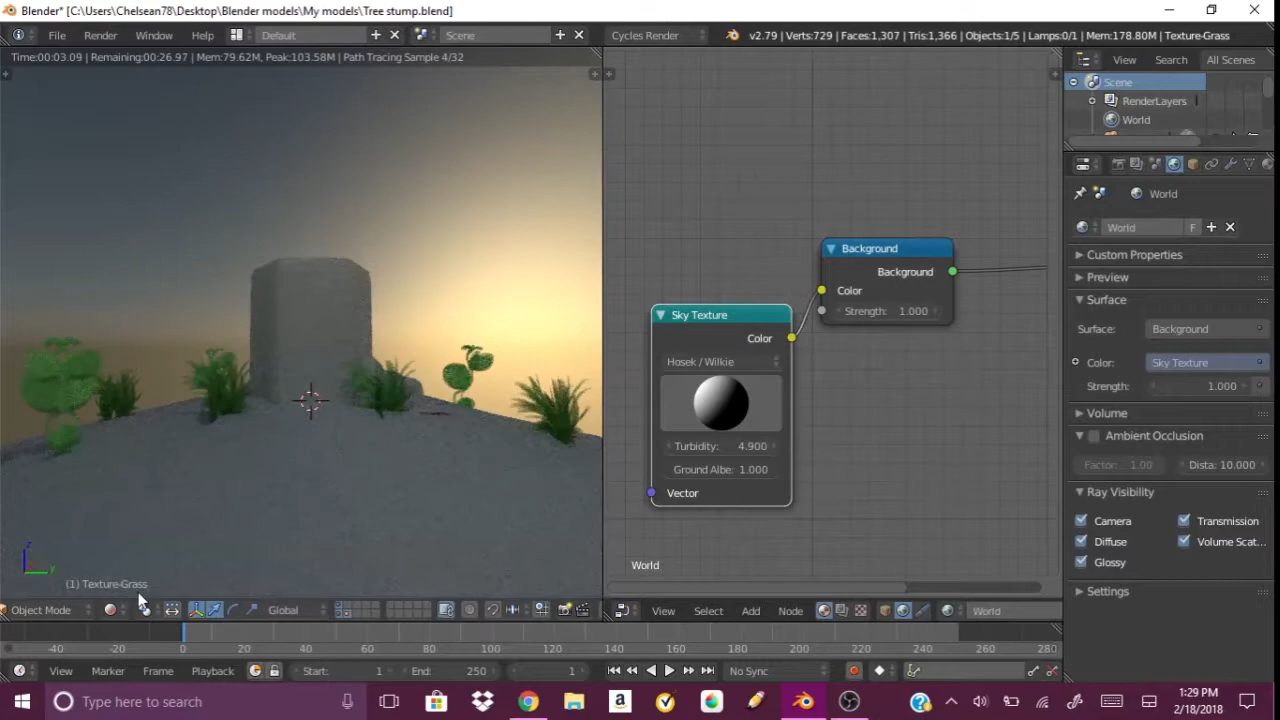 Blender* [C:\Users\Chelsean78\Desktop\Blender models\My models\Tree stump.blend]
File Render Window Help Default Scene Cycles Render v2.79 | Verts:729 | Faces:1,307 | Tris:1,366 | Objects:1/5 | Lamps:0/1 | Mem:178.80M | Texture-Grass
Time:00:03.09 | Remaining:00:26.97 | Mem:79.62M, Peak:103.58M | Path Tracing Sample 4/32
View Search All Scenes
Scene
RenderLayers
World
World
World F
Custom Properties
Preview
Surface
Surface: Background
Color: Sky Texture
Strength: 1.000
Volume
Ambient Occlusion
Factor: 1.00 Dista: 10.000
Ray Visibility
Camera Transmission
Diffuse Volume Scat...
Glossy
Settings
Background
Background
Color
Strength: 1.000
Sky Texture
Color
Hosek / Wilkie
Turbidity: 4.900
Ground Albe: 1.000
Vector
World
z
y
(1) Texture-Grass
Object Mode Global
View Select Add Node World
-40 -20 0 20 40 60 80 100 120 140 160 180 200 220 240 260 280
View Marker Frame Playback Start: 1 End: 250 1 No Sync
Type here to search
1:29 PM
2/18/2018